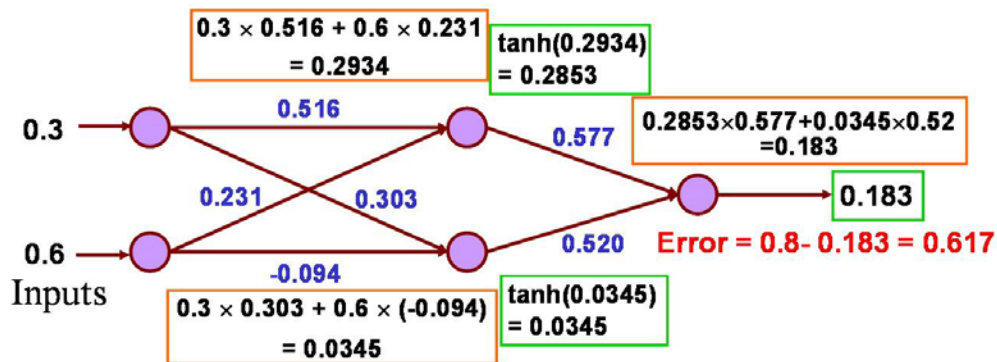 0.3 × 0.516 + 0.6 × 0.231
= 0.2934
tanh(0.2934)
= 0.2853
0.3
0.516
0.577
0.2853×0.577+0.0345×0.52
=0.183
0.231
0.303
0.183
0.6
-0.094
0.520
Error = 0.8- 0.183 = 0.617
Inputs
0.3 × 0.303 + 0.6 × (-0.094)
= 0.0345
tanh(0.0345)
= 0.0345